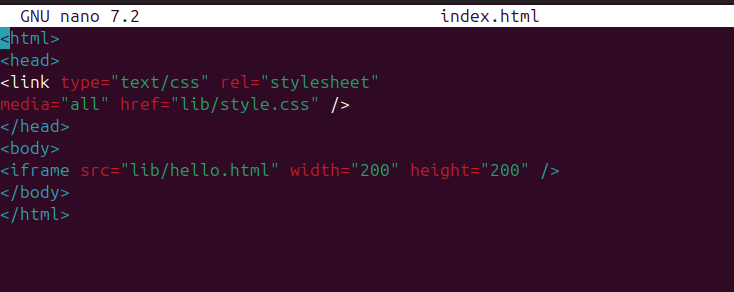 GNU nano 7.2 index.html
<html>
<head>
<link type="text/css" rel="stylesheet"
media="all" href="lib/style.css" />
</head>
<body>
<iframe src="lib/hello.html" width="200" height="200" />
</body>
</html>